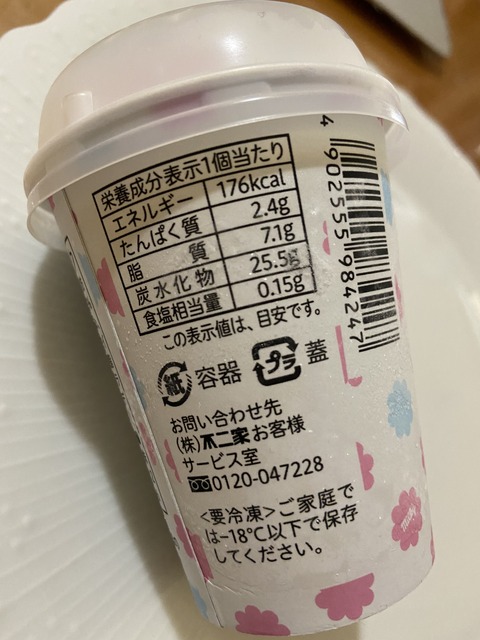 栄養成分表示1個当たり
エネルギー 176kcal
たんぱく質 2.4g
脂質 7.1g
炭水化物 25.5g
食塩相当量 0.15g
この表示値は、目安です。
紙 容器 プラ 蓋
お問い合わせ先
(株)不二家お客様
サービス室
0120-047228
<要冷凍>ご家庭で
は-18℃以下で保存
してください。
4 902555 984247
Milky